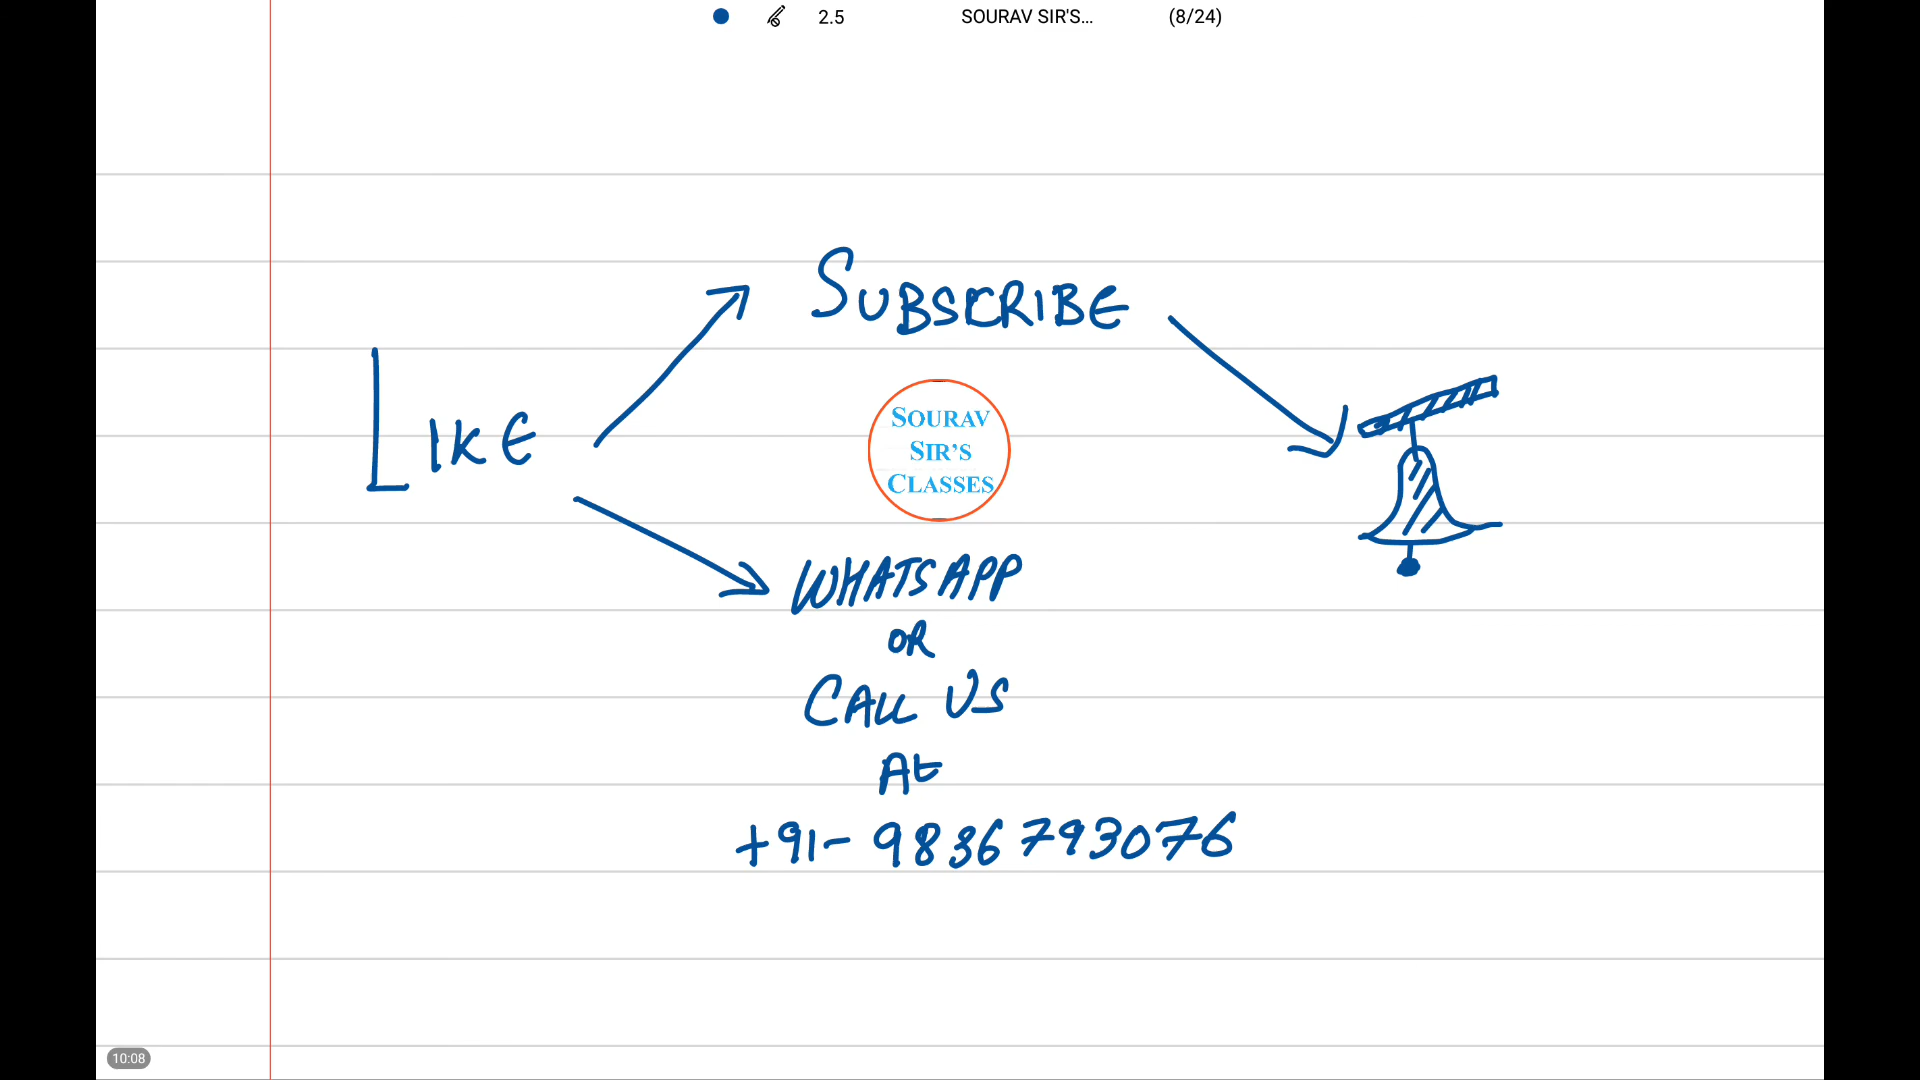 2.5 SOURAV SIR'S... (8/24)
SUBSCRIBE
LIKE
SOURAV
SIR'S
CLASSES
WHATSAPP
OR
CALL US
At
+91-9836793076
10:08